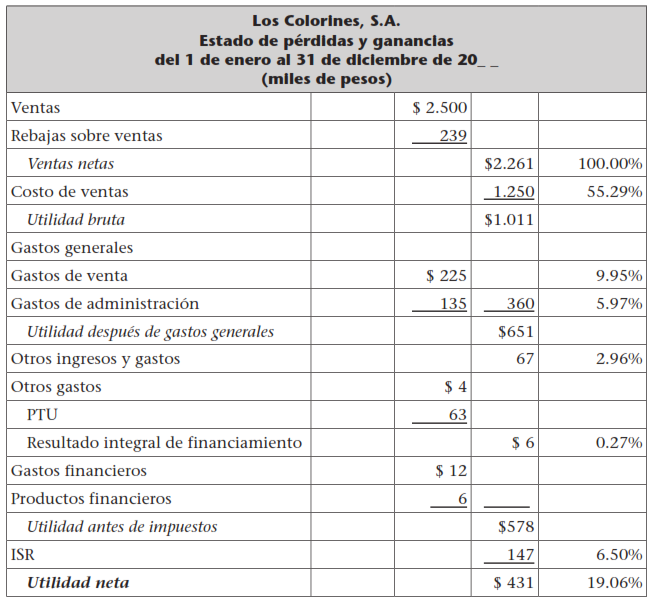 Los Colorines, S.A.
Estado de pérdidas y ganancias
del 1 de enero al 31 de diciembre de 20_ _
(miles de pesos)
Ventas $ 2.500
Rebajas sobre ventas 239
Ventas netas $2.261 100.00%
Costo de ventas 1.250 55.29%
Utilidad bruta $1.011
Gastos generales
Gastos de venta $ 225 9.95%
Gastos de administración 135 360 5.97%
Utilidad después de gastos generales $651
Otros ingresos y gastos 67 2.96%
Otros gastos $ 4
PTU 63
Resultado integral de financiamiento $ 6 0.27%
Gastos financieros $ 12
Productos financieros 6
Utilidad antes de impuestos $578
ISR 147 6.50%
Utilidad neta $ 431 19.06%